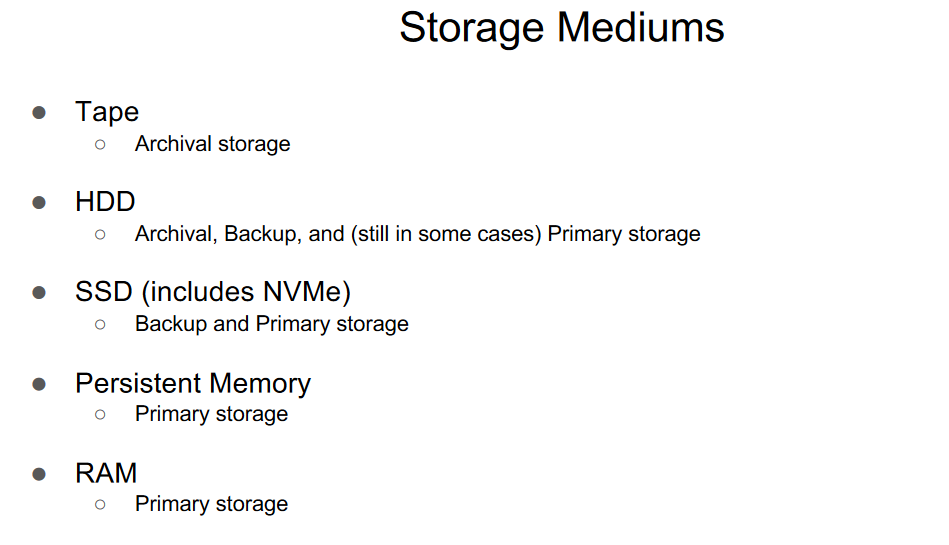 Storage Mediums
● Tape
○ Archival storage
● HDD
○ Archival, Backup, and (still in some cases) Primary storage
● SSD (includes NVMe)
○ Backup and Primary storage
● Persistent Memory
○ Primary storage
● RAM
○ Primary storage